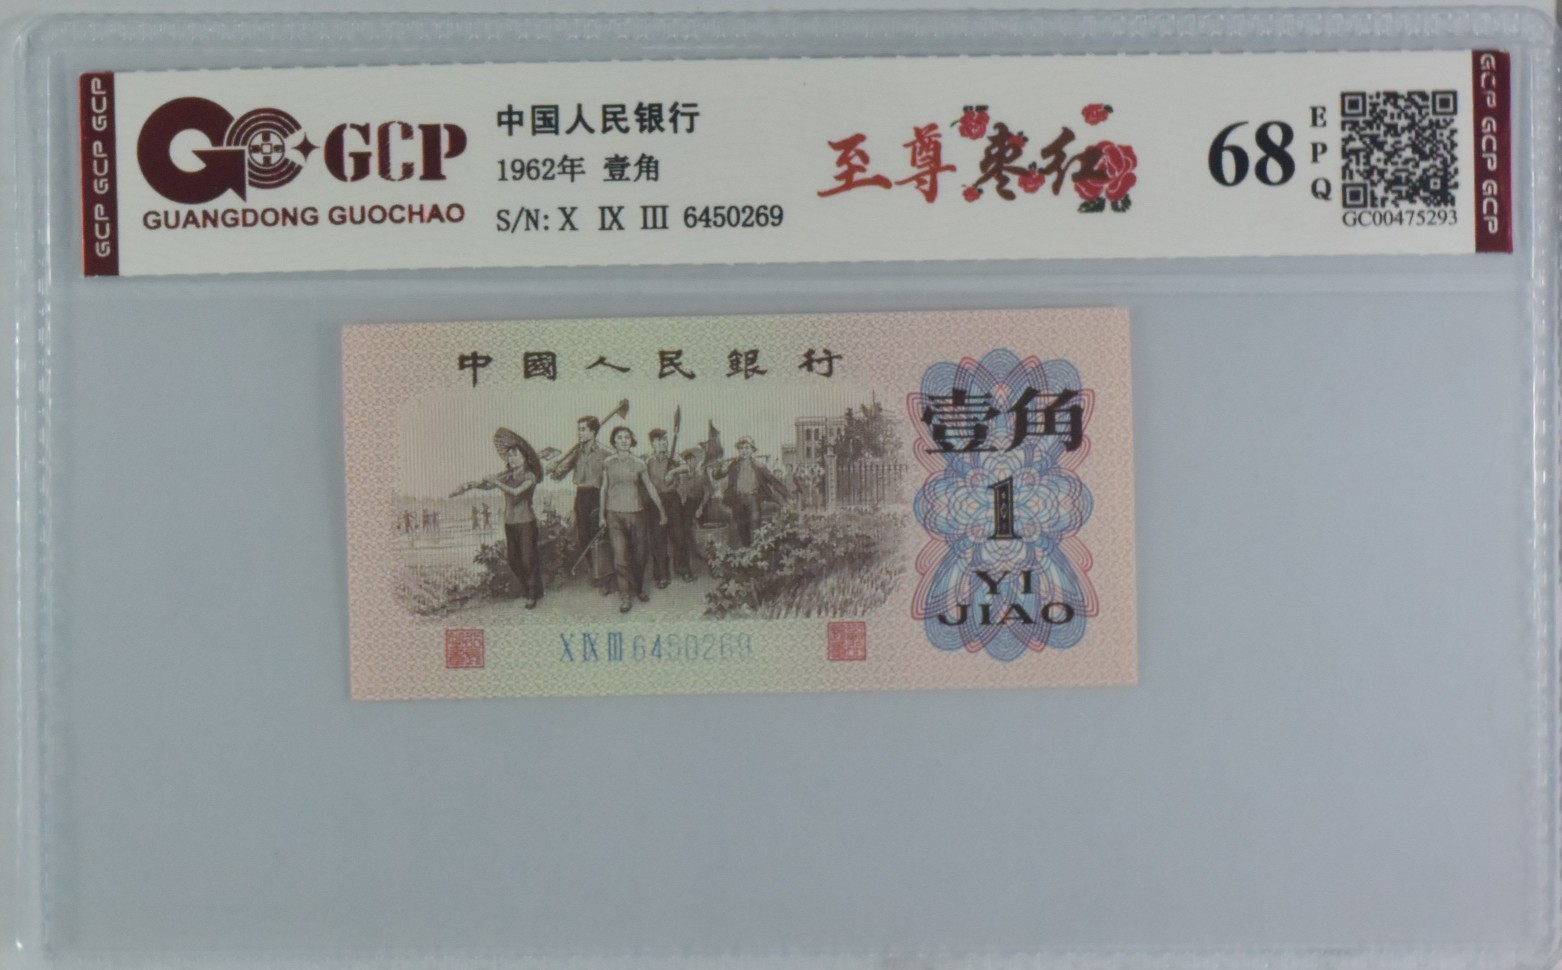 GCP GCP GCP
GCP
GUANGDONG GUOCHAO
中国人民银行
1962年 壹角
S/N: X IX III 6450269
至尊枣红
68
EPQ
GC00475293
GCP GCP GCP
中國人民銀行
壹角
1
YI
JIAO
X IX III 6450269